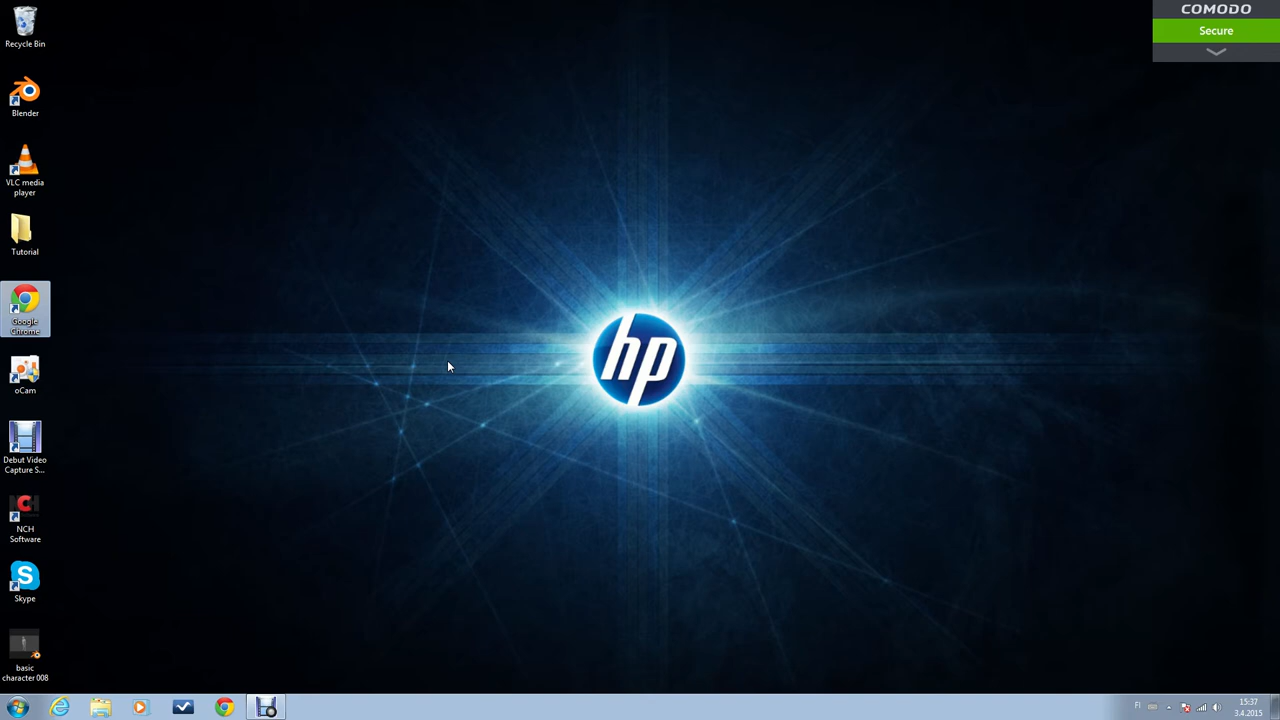 COMODO
Secure
Recycle Bin
Blender
VLC media
player
Tutorial
Google
Chrome
oCam
Debut Video
Capture S...
NCH
Software
Skype
basic
character 008
hp
FI
15:37
3.4.2015